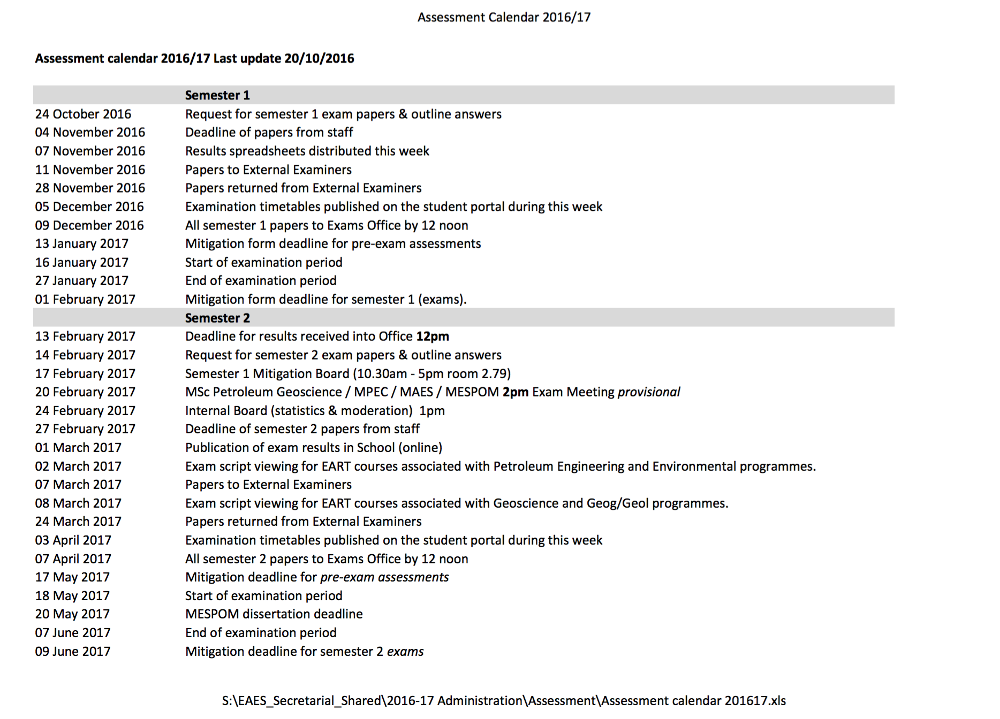 Assessment Calendar 2016/17
Assessment calendar 2016/17 Last update 20/10/2016
Semester 1
24 October 2016 Request for semester 1 exam papers & outline answers
04 November 2016 Deadline of papers from staff
07 November 2016 Results spreadsheets distributed this week
11 November 2016 Papers to External Examiners
28 November 2016 Papers returned from External Examiners
05 December 2016 Examination timetables published on the student portal during this week
09 December 2016 All semester 1 papers to Exams Office by 12 noon
13 January 2017 Mitigation form deadline for pre-exam assessments
16 January 2017 Start of examination period
27 January 2017 End of examination period
01 February 2017 Mitigation form deadline for semester 1 (exams).
Semester 2
13 February 2017 Deadline for results received into Office 12pm
14 February 2017 Request for semester 2 exam papers & outline answers
17 February 2017 Semester 1 Mitigation Board (10.30am - 5pm room 2.79)
20 February 2017 MSc Petroleum Geoscience / MPEC / MAES / MESPOM 2pm Exam Meeting provisional
24 February 2017 Internal Board (statistics & moderation) 1pm
27 February 2017 Deadline of semester 2 papers from staff
01 March 2017 Publication of exam results in School (online)
02 March 2017 Exam script viewing for EART courses associated with Petroleum Engineering and Environmental programmes.
07 March 2017 Papers to External Examiners
08 March 2017 Exam script viewing for EART courses associated with Geoscience and Geog/Geol programmes.
24 March 2017 Papers returned from External Examiners
03 April 2017 Examination timetables published on the student portal during this week
07 April 2017 All semester 2 papers to Exams Office by 12 noon
17 May 2017 Mitigation deadline for pre-exam assessments
18 May 2017 Start of examination period
20 May 2017 MESPOM dissertation deadline
07 June 2017 End of examination period
09 June 2017 Mitigation deadline for semester 2 exams
S:\EAES_Secretarial_Shared\2016-17 Administration\Assessment\Assessment calendar 201617.xls